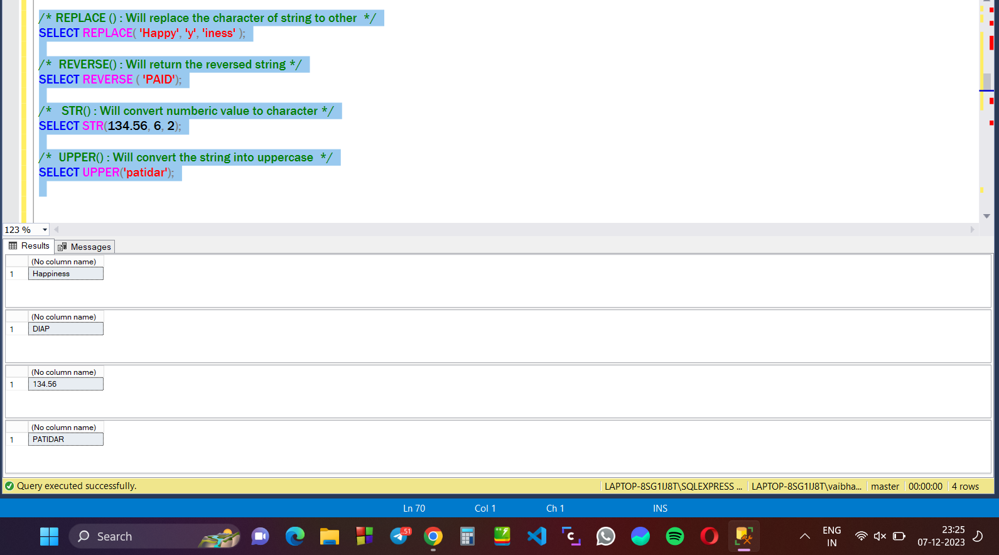 /* REPLACE () : Will replace the character of string to other  */
SELECT REPLACE( 'Happy', 'y', 'iness' );
/*  REVERSE() : Will return the reversed string */
SELECT REVERSE ( 'PAID');
/*   STR() : Will convert numberic value to character */
SELECT STR(134.56, 6, 2);
/*  UPPER() : Will convert the string into uppercase  */
SELECT UPPER('patidar');
123 %
Results Messages
(No column name)
1 Happiness
(No column name)
1 DIAP
(No column name)
1 134.56
(No column name)
1 PATIDAR
Query executed successfully. LAPTOP-8SG1IJ8T\SQLEXPRESS ... LAPTOP-8SG1IJ8T\vaibha... master 00:00:00 4 rows
Ln 70 Col 1 Ch 1 INS
Search ..51 ENG IN 23:25
07-12-2023